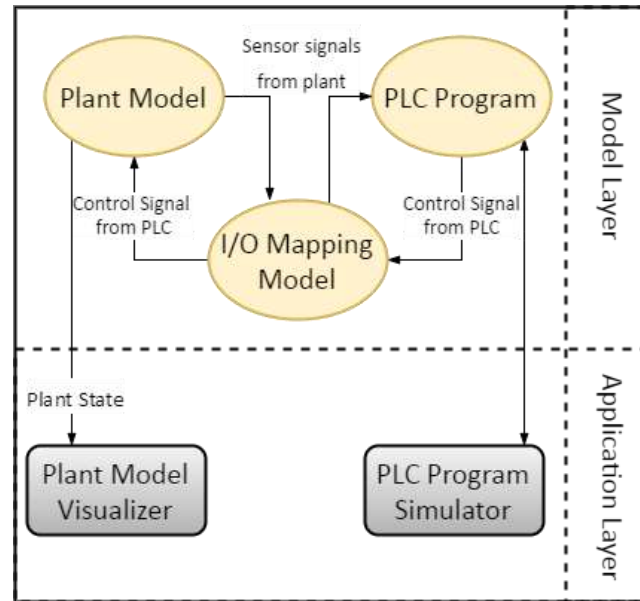 Sensor signals
from plant
Plant Model
PLC Program
Control Signal
from PLC
Control Signal
from PLC
I/O Mapping
Model
Model Layer
Plant State
Plant Model
Visualizer
PLC Program
Simulator
Application Layer